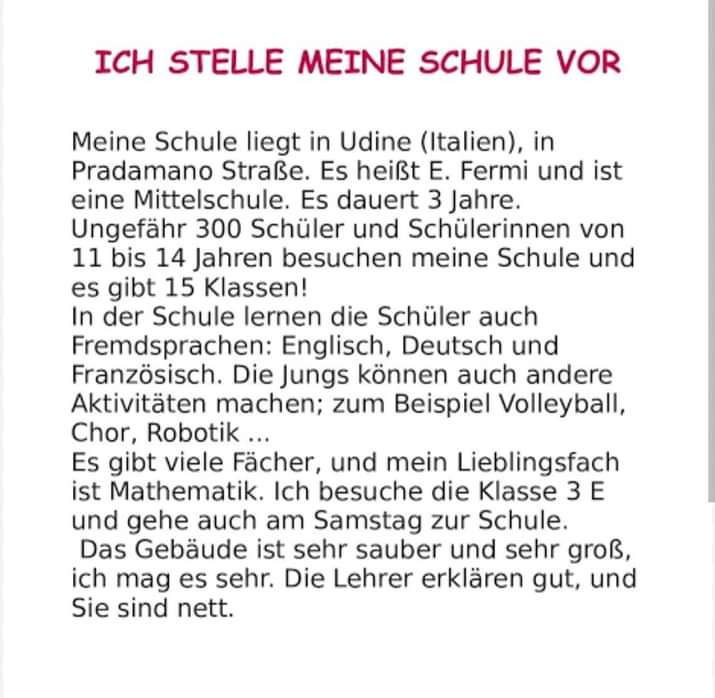 ICH STELLE MEINE SCHULE VOR
Meine Schule liegt in Udine (Italien), in
Pradamano Straße. Es heißt E. Fermi und ist
eine Mittelschule. Es dauert 3 Jahre.
Ungefähr 300 Schüler und Schülerinnen von
11 bis 14 Jahren besuchen meine Schule und
es gibt 15 Klassen!
In der Schule lernen die Schüler auch
Fremdsprachen: Englisch, Deutsch und
Französisch. Die Jungs können auch andere
Aktivitäten machen; zum Beispiel Volleyball,
Chor, Robotik ...
Es gibt viele Fächer, und mein Lieblingsfach
ist Mathematik. Ich besuche die Klasse 3 E
und gehe auch am Samstag zur Schule.
Das Gebäude ist sehr sauber und sehr groß,
ich mag es sehr. Die Lehrer erklären gut, und
Sie sind nett.